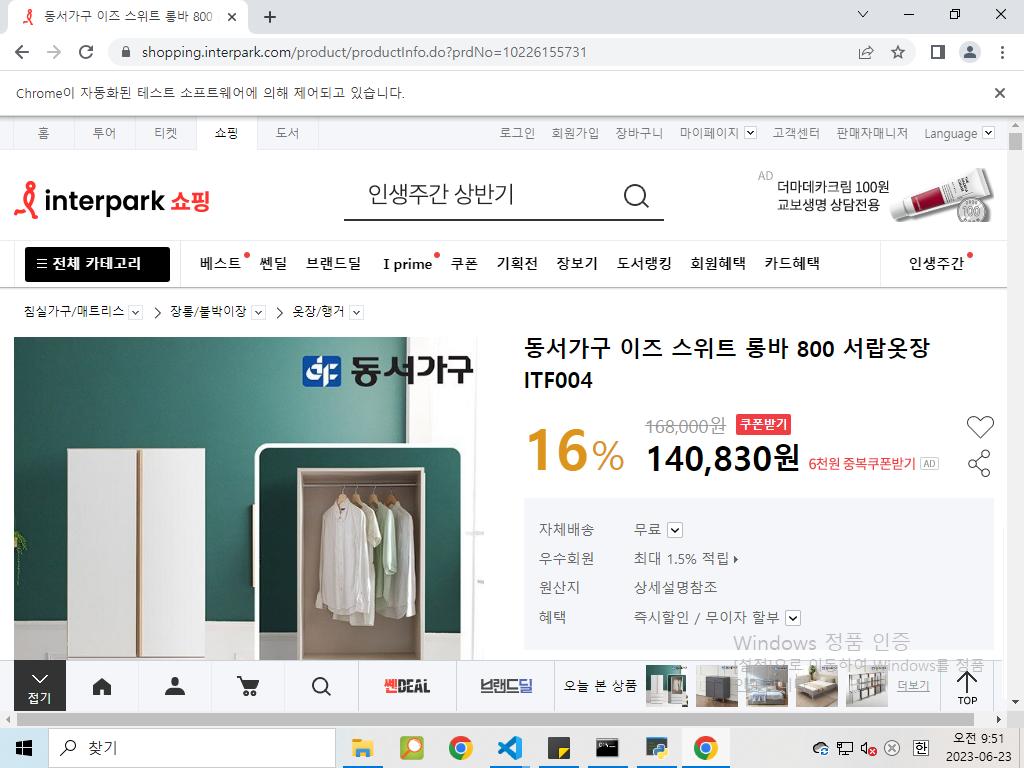 동서가구 이즈 스위트 롱바 800
shopping.interpark.com/product/productInfo.do?prdNo=10226155731
Chrome이 자동화된 테스트 소프트웨어에 의해 제어되고 있습니다.
홈 투어 티켓 쇼핑 도서 로그인 회원가입 장바구니 마이페이지 고객센터 판매자매니저 Language
interpark 쇼핑
인생주간 상반기
AD
더마데카크림 100원
교보생명 상담전용
전체 카테고리 베스트 쎈딜 브랜드딜 I prime 쿠폰 기획전 장보기 도서랭킹 회원혜택 카드혜택 인생주간
침실가구/매트리스 장롱/붙박이장 옷장/행거
동서가구
동서가구 이즈 스위트 롱바 800 서랍옷장
ITF004
16%
168,000원 쿠폰받기
140,830원 6천원 중복쿠폰받기 AD
자체배송 무료
우수회원 최대 1.5% 적립
원산지 상세설명참조
혜택 즉시할인 / 무이자 할부
Windows 정품 인증
[설정]으로 이동하여 Windows를 정품
접기 쎈DEAL 브랜드딜 오늘 본 상품 더보기 TOP
찾기
한
오전 9:51
2023-06-23